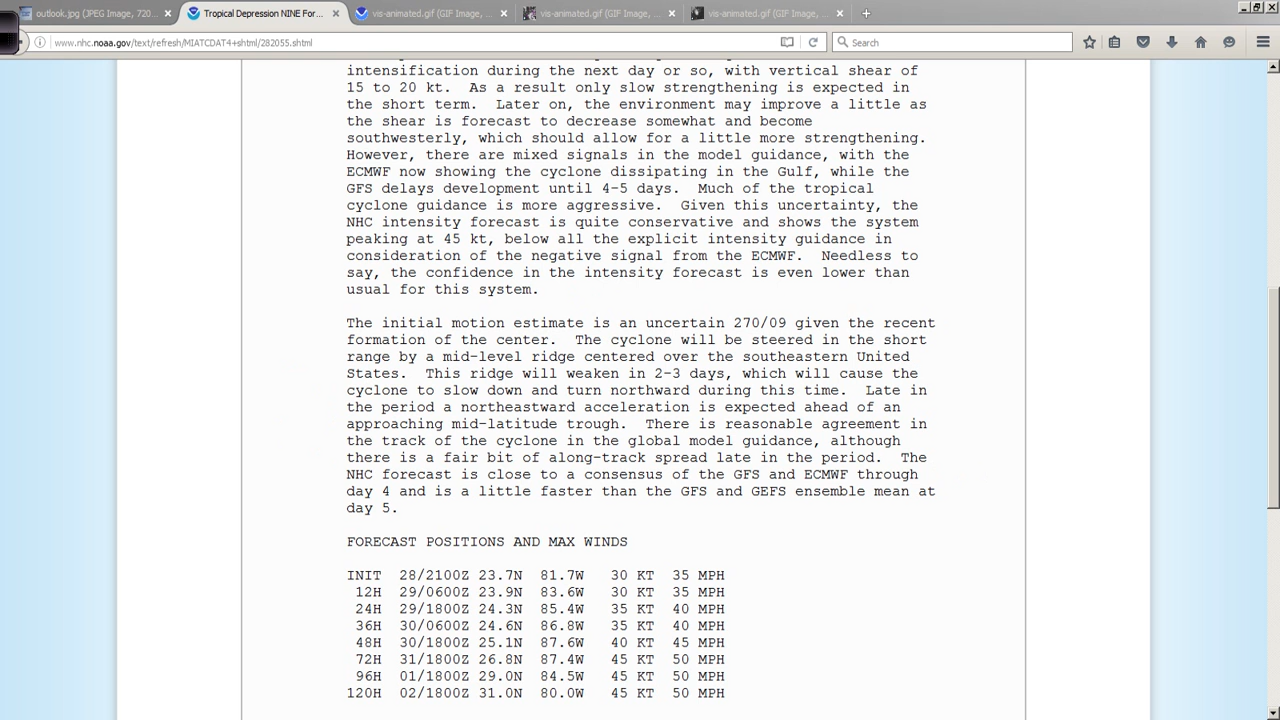 outlook.jpg (JPEG Image, 720...
Tropical Depression NINE For...
vis-animated.gif (GIF Image, ...
vis-animated.gif (GIF Image, ...
vis-animated.gif (GIF Image, ...
www.nhc.noaa.gov/text/refresh/MIATCDAT4+shtml/282055.shtml
Search
intensification during the next day or so, with vertical shear of
15 to 20 kt. As a result only slow strengthening is expected in
the short term. Later on, the environment may improve a little as
the shear is forecast to decrease somewhat and become
southwesterly, which should allow for a little more strengthening.
However, there are mixed signals in the model guidance, with the
ECMWF now showing the cyclone dissipating in the Gulf, while the
GFS delays development until 4-5 days. Much of the tropical
cyclone guidance is more aggressive. Given this uncertainty, the
NHC intensity forecast is quite conservative and shows the system
peaking at 45 kt, below all the explicit intensity guidance in
consideration of the negative signal from the ECMWF. Needless to
say, the confidence in the intensity forecast is even lower than
usual for this system.
The initial motion estimate is an uncertain 270/09 given the recent
formation of the center. The cyclone will be steered in the short
range by a mid-level ridge centered over the southeastern United
States. This ridge will weaken in 2-3 days, which will cause the
cyclone to slow down and turn northward during this time. Late in
the period a northeastward acceleration is expected ahead of an
approaching mid-latitude trough. There is reasonable agreement in
the track of the cyclone in the global model guidance, although
there is a fair bit of along-track spread late in the period. The
NHC forecast is close to a consensus of the GFS and ECMWF through
day 4 and is a little faster than the GFS and GEFS ensemble mean at
day 5.
FORECAST POSITIONS AND MAX WINDS
INIT 28/2100Z 23.7N 81.7W 30 KT 35 MPH
12H 29/0600Z 23.9N 83.6W 30 KT 35 MPH
24H 29/1800Z 24.3N 85.4W 35 KT 40 MPH
36H 30/0600Z 24.6N 86.8W 35 KT 40 MPH
48H 30/1800Z 25.1N 87.6W 40 KT 45 MPH
72H 31/1800Z 26.8N 87.4W 45 KT 50 MPH
96H 01/1800Z 29.0N 84.5W 45 KT 50 MPH
120H 02/1800Z 31.0N 80.0W 45 KT 50 MPH